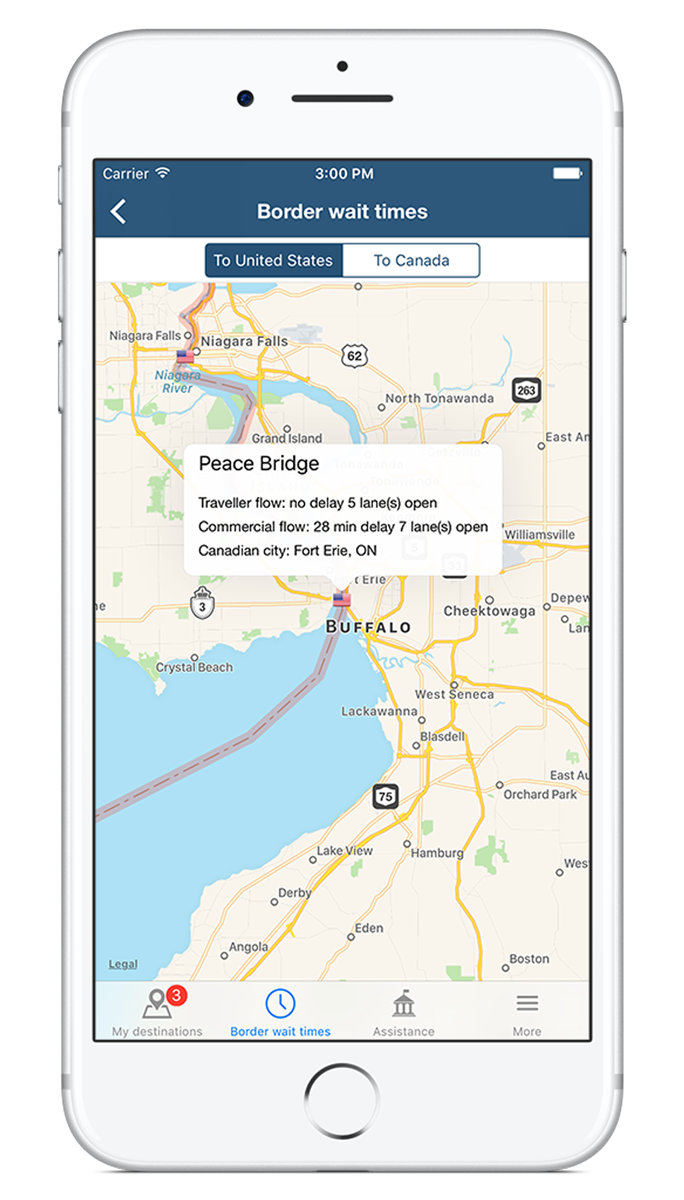 Carrier
3:00 PM
Border wait times
To United States
To Canada
Niagara Falls
Niagara Falls
Niagara
River
62
263
North Tonawanda
Grand Island
East Am
Peace Bridge
Traveller flow: no delay 5 lane(s) open
Commercial flow: 28 min delay 7 lane(s) open
Canadian city: Fort Erie, ON
Williamsville
5
33
t Erie
3
ne
BUFFALO
Cheektowaga
Depew
Lan
Crystal Beach
West Seneca
Lackawanna
Blasdell
75
East Au
Orchard Park
Lake View
Hamburg
Wes
Derby
Eden
Angola
Boston
Legal
3
My destinations
Border wait times
Assistance
More